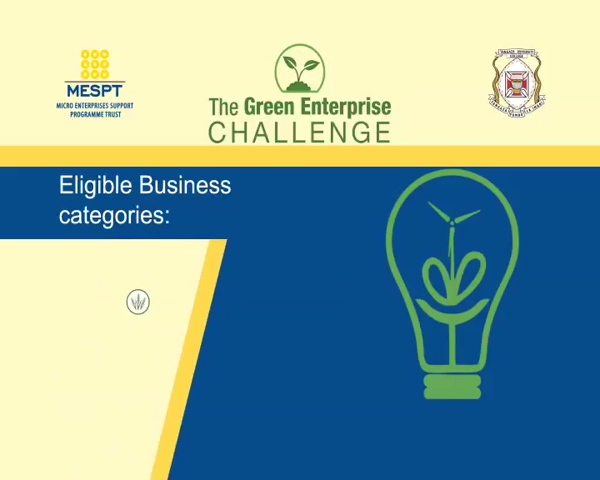 MESPT
MICRO ENTERPRISES SUPPORT
PROGRAMME TRUST
The Green Enterprise
CHALLENGE
Eligible Business
categories: